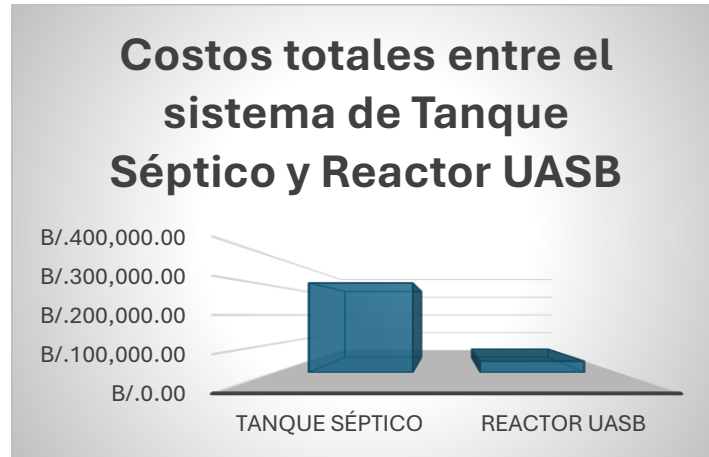 Costos totales entre el
sistema de Tanque
Séptico y Reactor UASB
B/.400,000.00
B/.300,000.00
B/.200,000.00
B/.100,000.00
B/.0.00
TANQUE SÉPTICO
REACTOR UASB